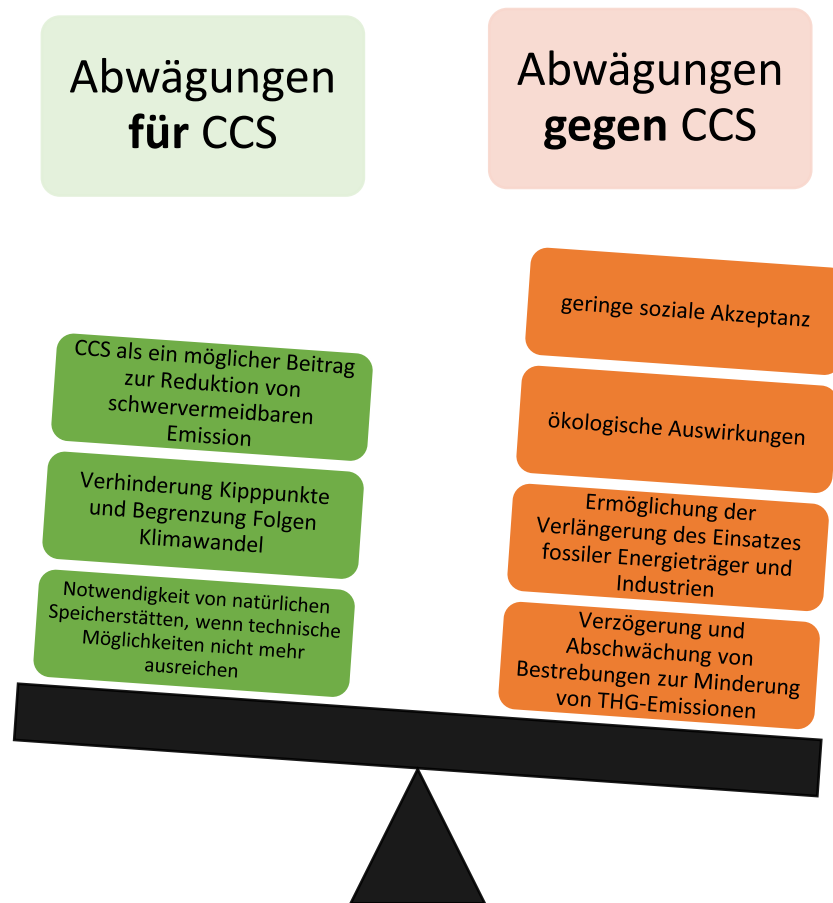 Abwägungen
für CCS
Abwägungen
gegen CCS
CCS als ein möglicher Beitrag
zur Reduktion von
schwervermeidbaren
Emission
Verhinderung Kipppunkte
und Begrenzung Folgen
Klimawandel
Notwendigkeit von natürlichen
Speicherstätten, wenn technische
Möglichkeiten nicht mehr
ausreichen
geringe soziale Akzeptanz
ökologische Auswirkungen
Ermöglichung der
Verlängerung des Einsatzes
fossiler Energieträger und
Industrien
Verzögerung und
Abschwächung von
Bestrebungen zur Minderung
von THG-Emissionen